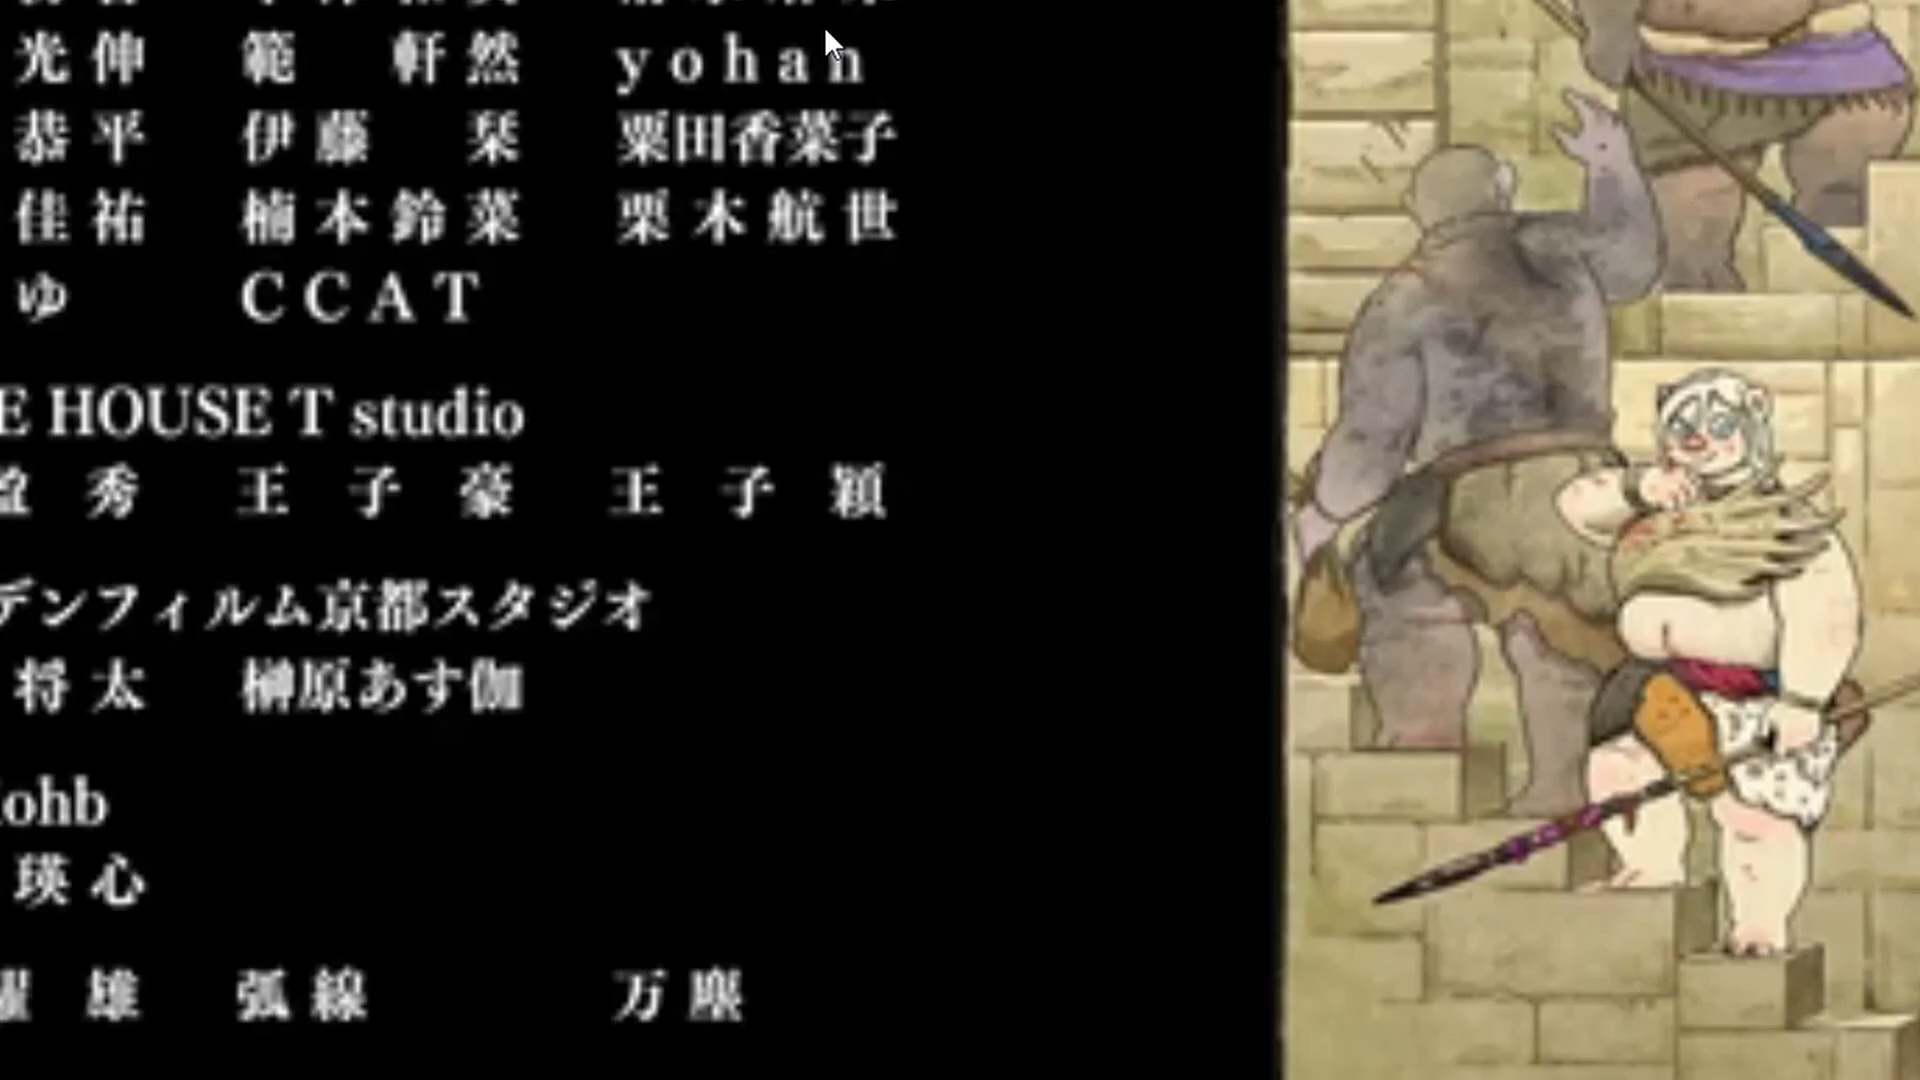 光伸 範 軒然 yohan
恭平 伊藤 栞 粟田香菜子
佳祐 楠本鈴菜 栗木航世
ゆ CCAT
E HOUSE T studio
盈秀 王子豪 王子穎
デンフィルム京都スタジオ
将太 榊原あす伽
ohb
瑛心
耀雄 弧線 万塵